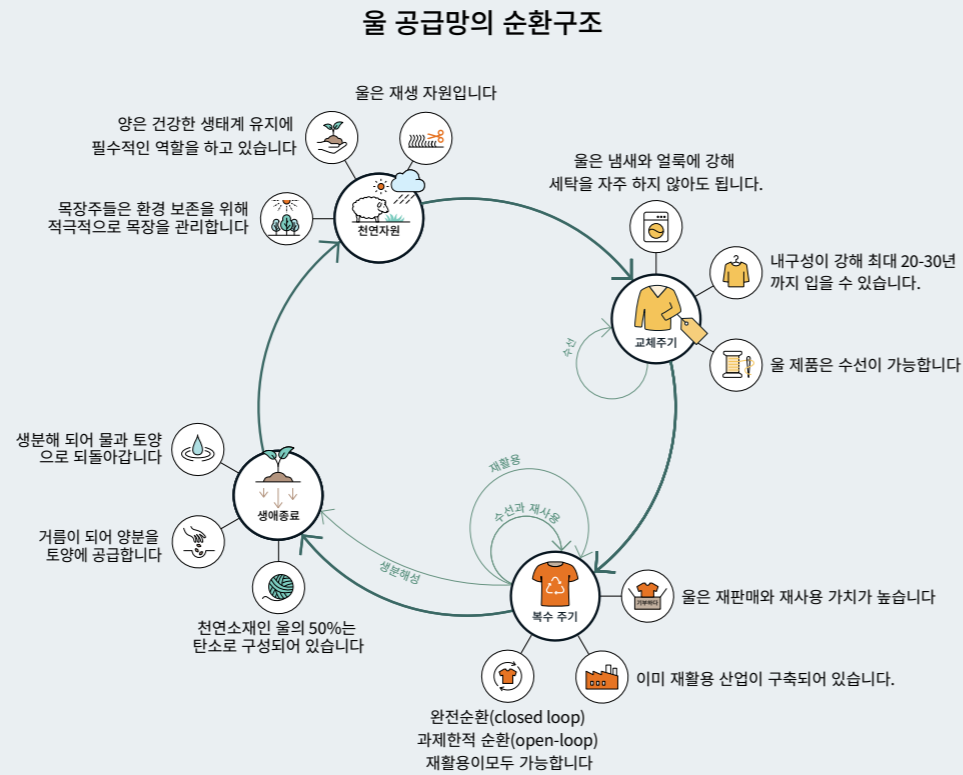 울 공급망의 순환구조
울은 재생 자원입니다
양은 건강한 생태계 유지에
필수적인 역할을 하고 있습니다
목장주들은 환경 보존을 위해
적극적으로 목장을 관리합니다
천연자원
울은 냄새와 얼룩에 강해
세탁을 자주 하지 않아도 됩니다.
내구성이 강해 최대 20-30년
까지 입을 수 있습니다.
교체주기
수선
울 제품은 수선이 가능합니다
생분해 되어 물과 토양
으로 되돌아갑니다
생애종료
거름이 되어 양분을
토양에 공급합니다
천연소재인 울의 50%는
탄소로 구성되어 있습니다
재활용
수선과 재사용
생분해성
복수 주기
기부하다
울은 재판매와 재사용 가치가 높습니다
이미 재활용 산업이 구축되어 있습니다.
완전순환(closed loop)
과제한적 순환(open-loop)
재활용이모두 가능합니다